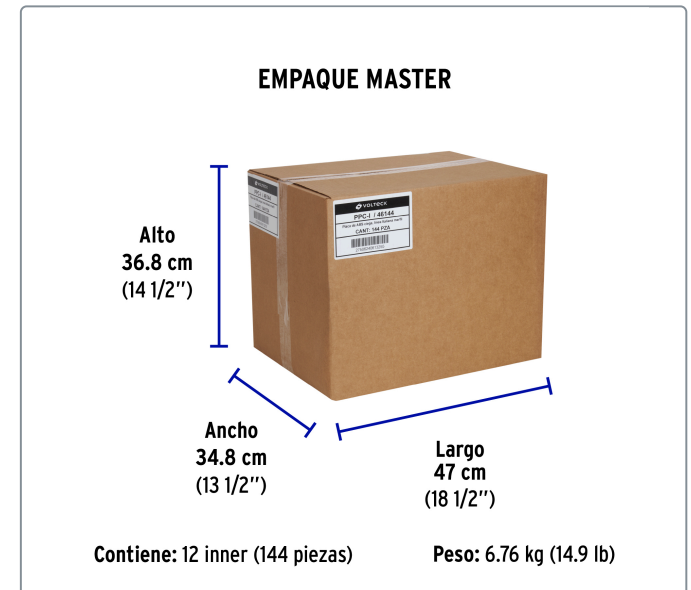 EMPAQUE MASTER
VOLTECK
PPC-I / 46144
CANT: 144 PZA
Alto
36.8 cm
(14 1/2")
Ancho
34.8 cm
(13 1/2")
Largo
47 cm
(18 1/2")
Contiene: 12 inner (144 piezas)
Peso: 6.76 kg (14.9 lb)